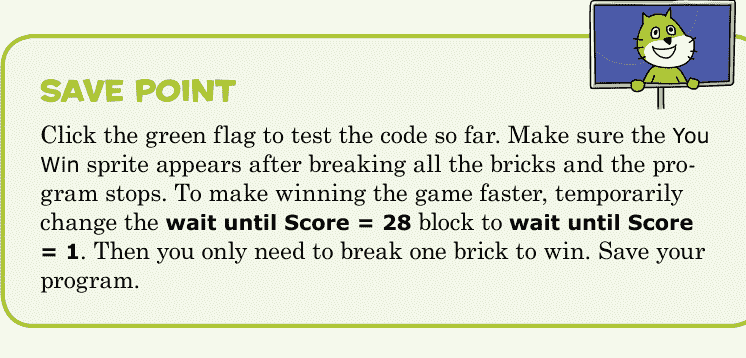 SAVE POINT
Click the green flag to test the code so far. Make sure the You
Win sprite appears after breaking all the bricks and the pro-
gram stops. To make winning the game faster, temporarily
change the wait until Score = 28 block to wait until Score
= 1. Then you only need to break one brick to win. Save your
program.